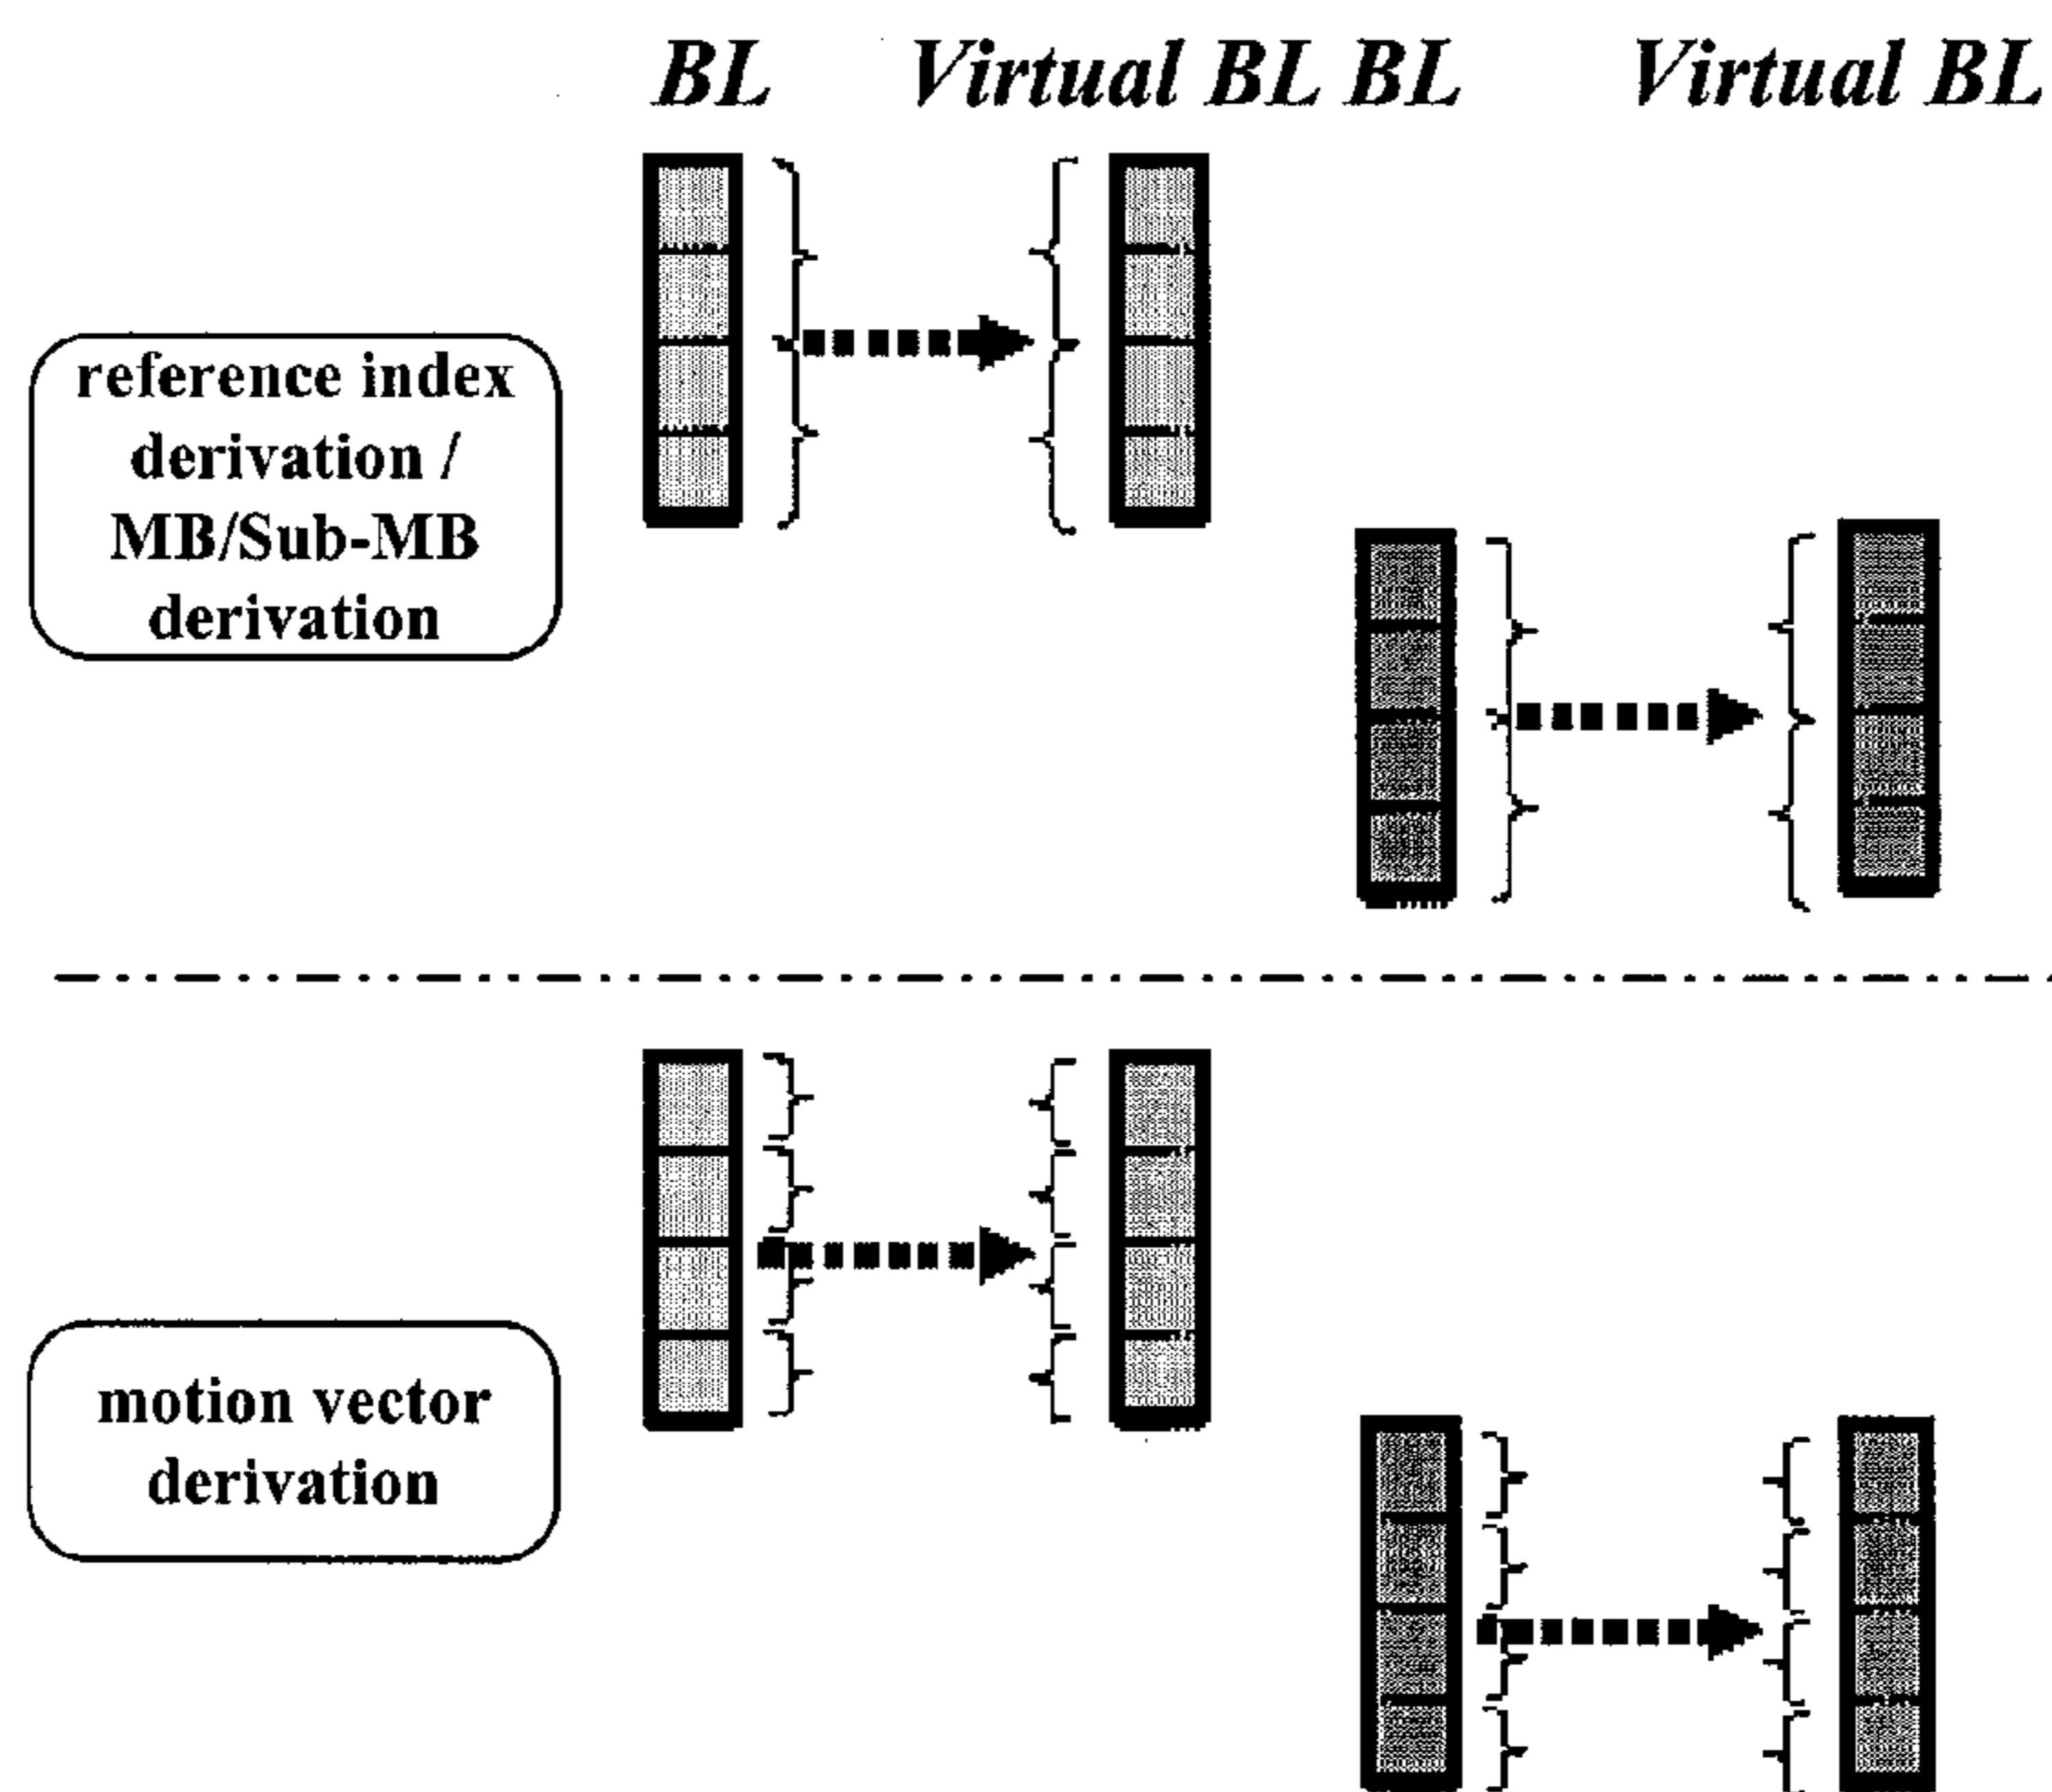 BL Virtual BL BL Virtual BL
reference index
derivation /
MB/Sub-MB
derivation
motion vector
derivation